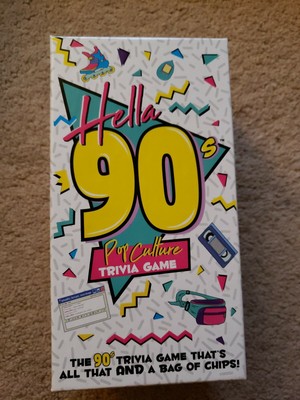 Hella
90s
Pop Culture
TRIVIA GAME
THE 90s TRIVIA GAME THAT'S
ALL THAT AND A BAG OF CHIPS!